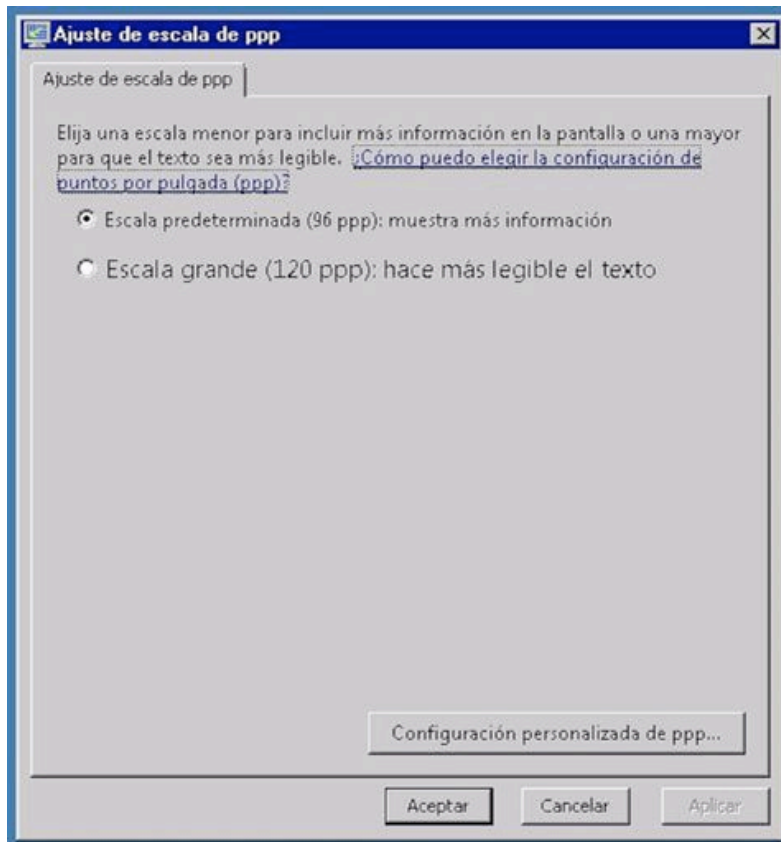 Ajuste de escala de ppp
Ajuste de escala de ppp
Elija una escala menor para incluir más información en la pantalla o una mayor
para que el texto sea más legible. ¿Cómo puedo elegir la configuración de
puntos por pulgada (ppp)?
Escala predeterminada (96 ppp): muestra más información
Escala grande (120 ppp): hace más legible el texto
Configuración personalizada de ppp...
Aceptar Cancelar Aplicar